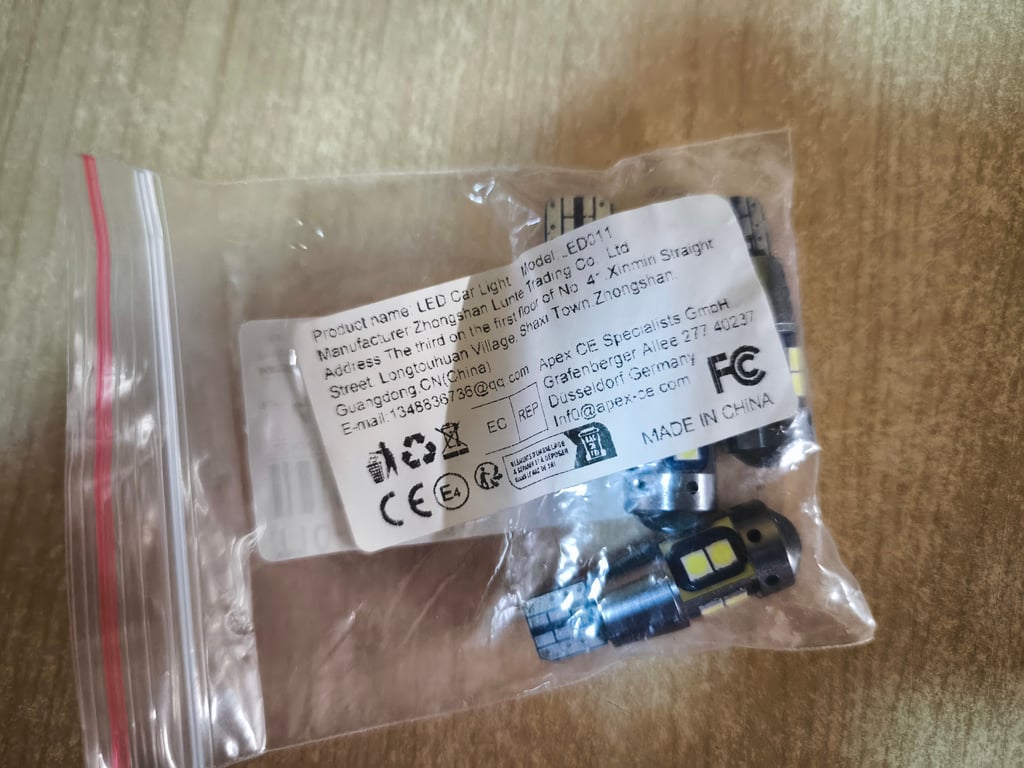 Product name: LED Car Light Model: LED011
Manufacturer Zhongshan Lunte Trading Co., Ltd
Address The third on the first floor of No. 41 Xinmin Straight
Street, Longtouhuan Village, Shaxi Town, Zhongshan,
Guangdong CN(China)
E-mail:1348836736@qq.com
EC REP
Apex CE Specialists GmbH
Grafenberger Allee 277 40237
Düsseldorf Germany
Info@apex-ce.com
FC
CE E4
MADE IN CHINA